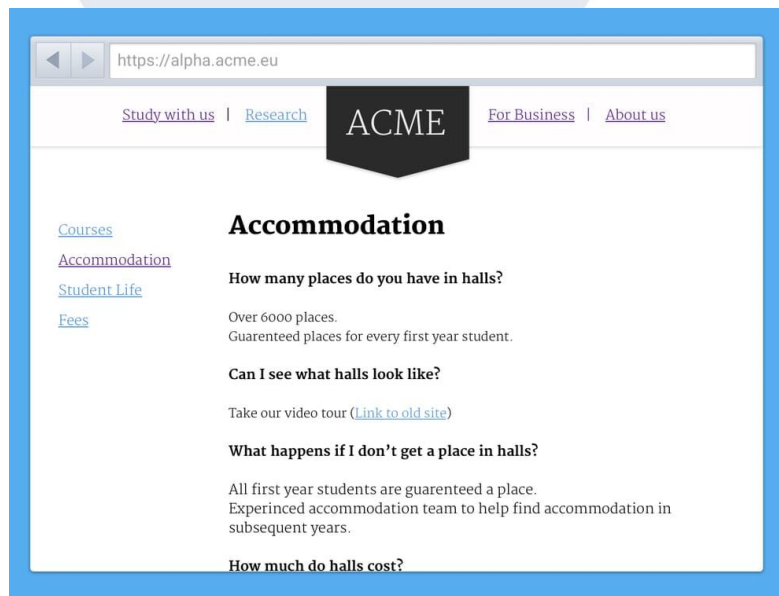 https://alpha.acme.eu
Study with us | Research
ACME
For Business | About us
Courses
Accommodation
Student Life
Fees
Accommodation
How many places do you have in halls?
Over 6000 places.
Guarenteed places for every first year student.
Can I see what halls look like?
Take our video tour (Link to old site)
What happens if I don’t get a place in halls?
All first year students are guarenteed a place.
Experinced accommodation team to help find accommodation in
subsequent years.
How much do halls cost?